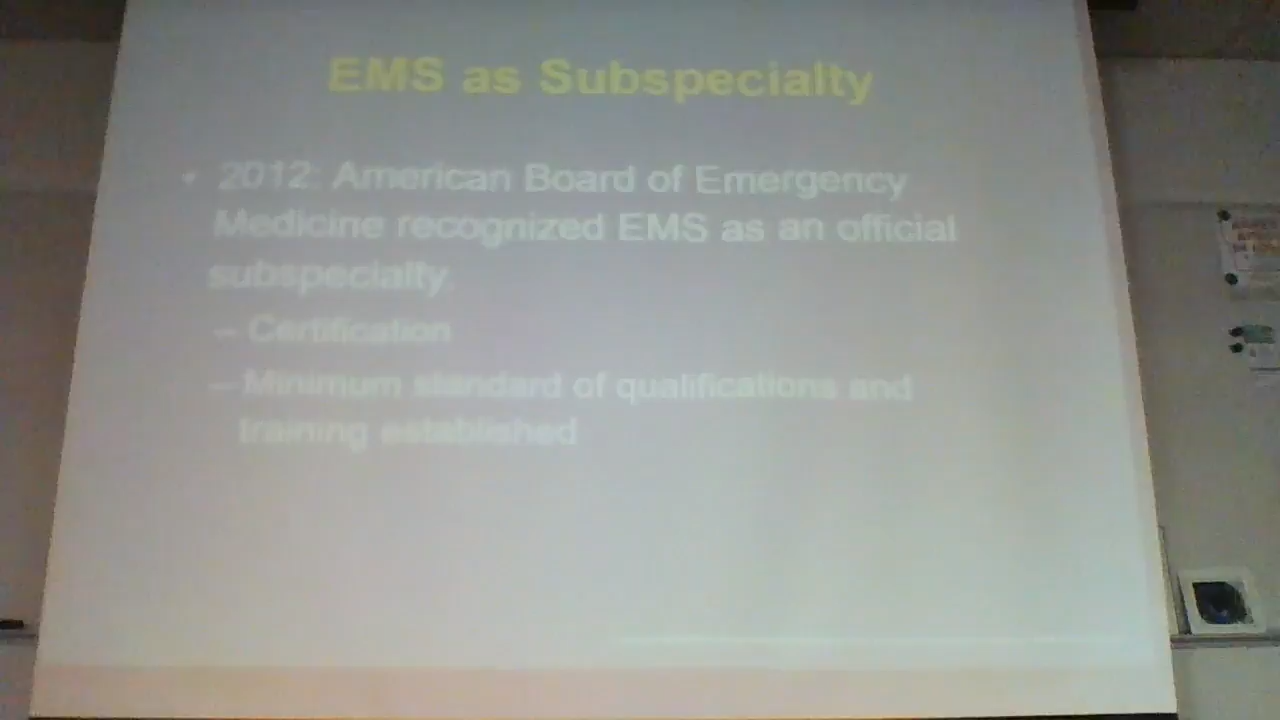 EMS as Subspecialty
• 2012: American Board of Emergency
Medicine recognized EMS as an official
subspecialty.
– Certification
– Minimum standard of qualifications and
training established